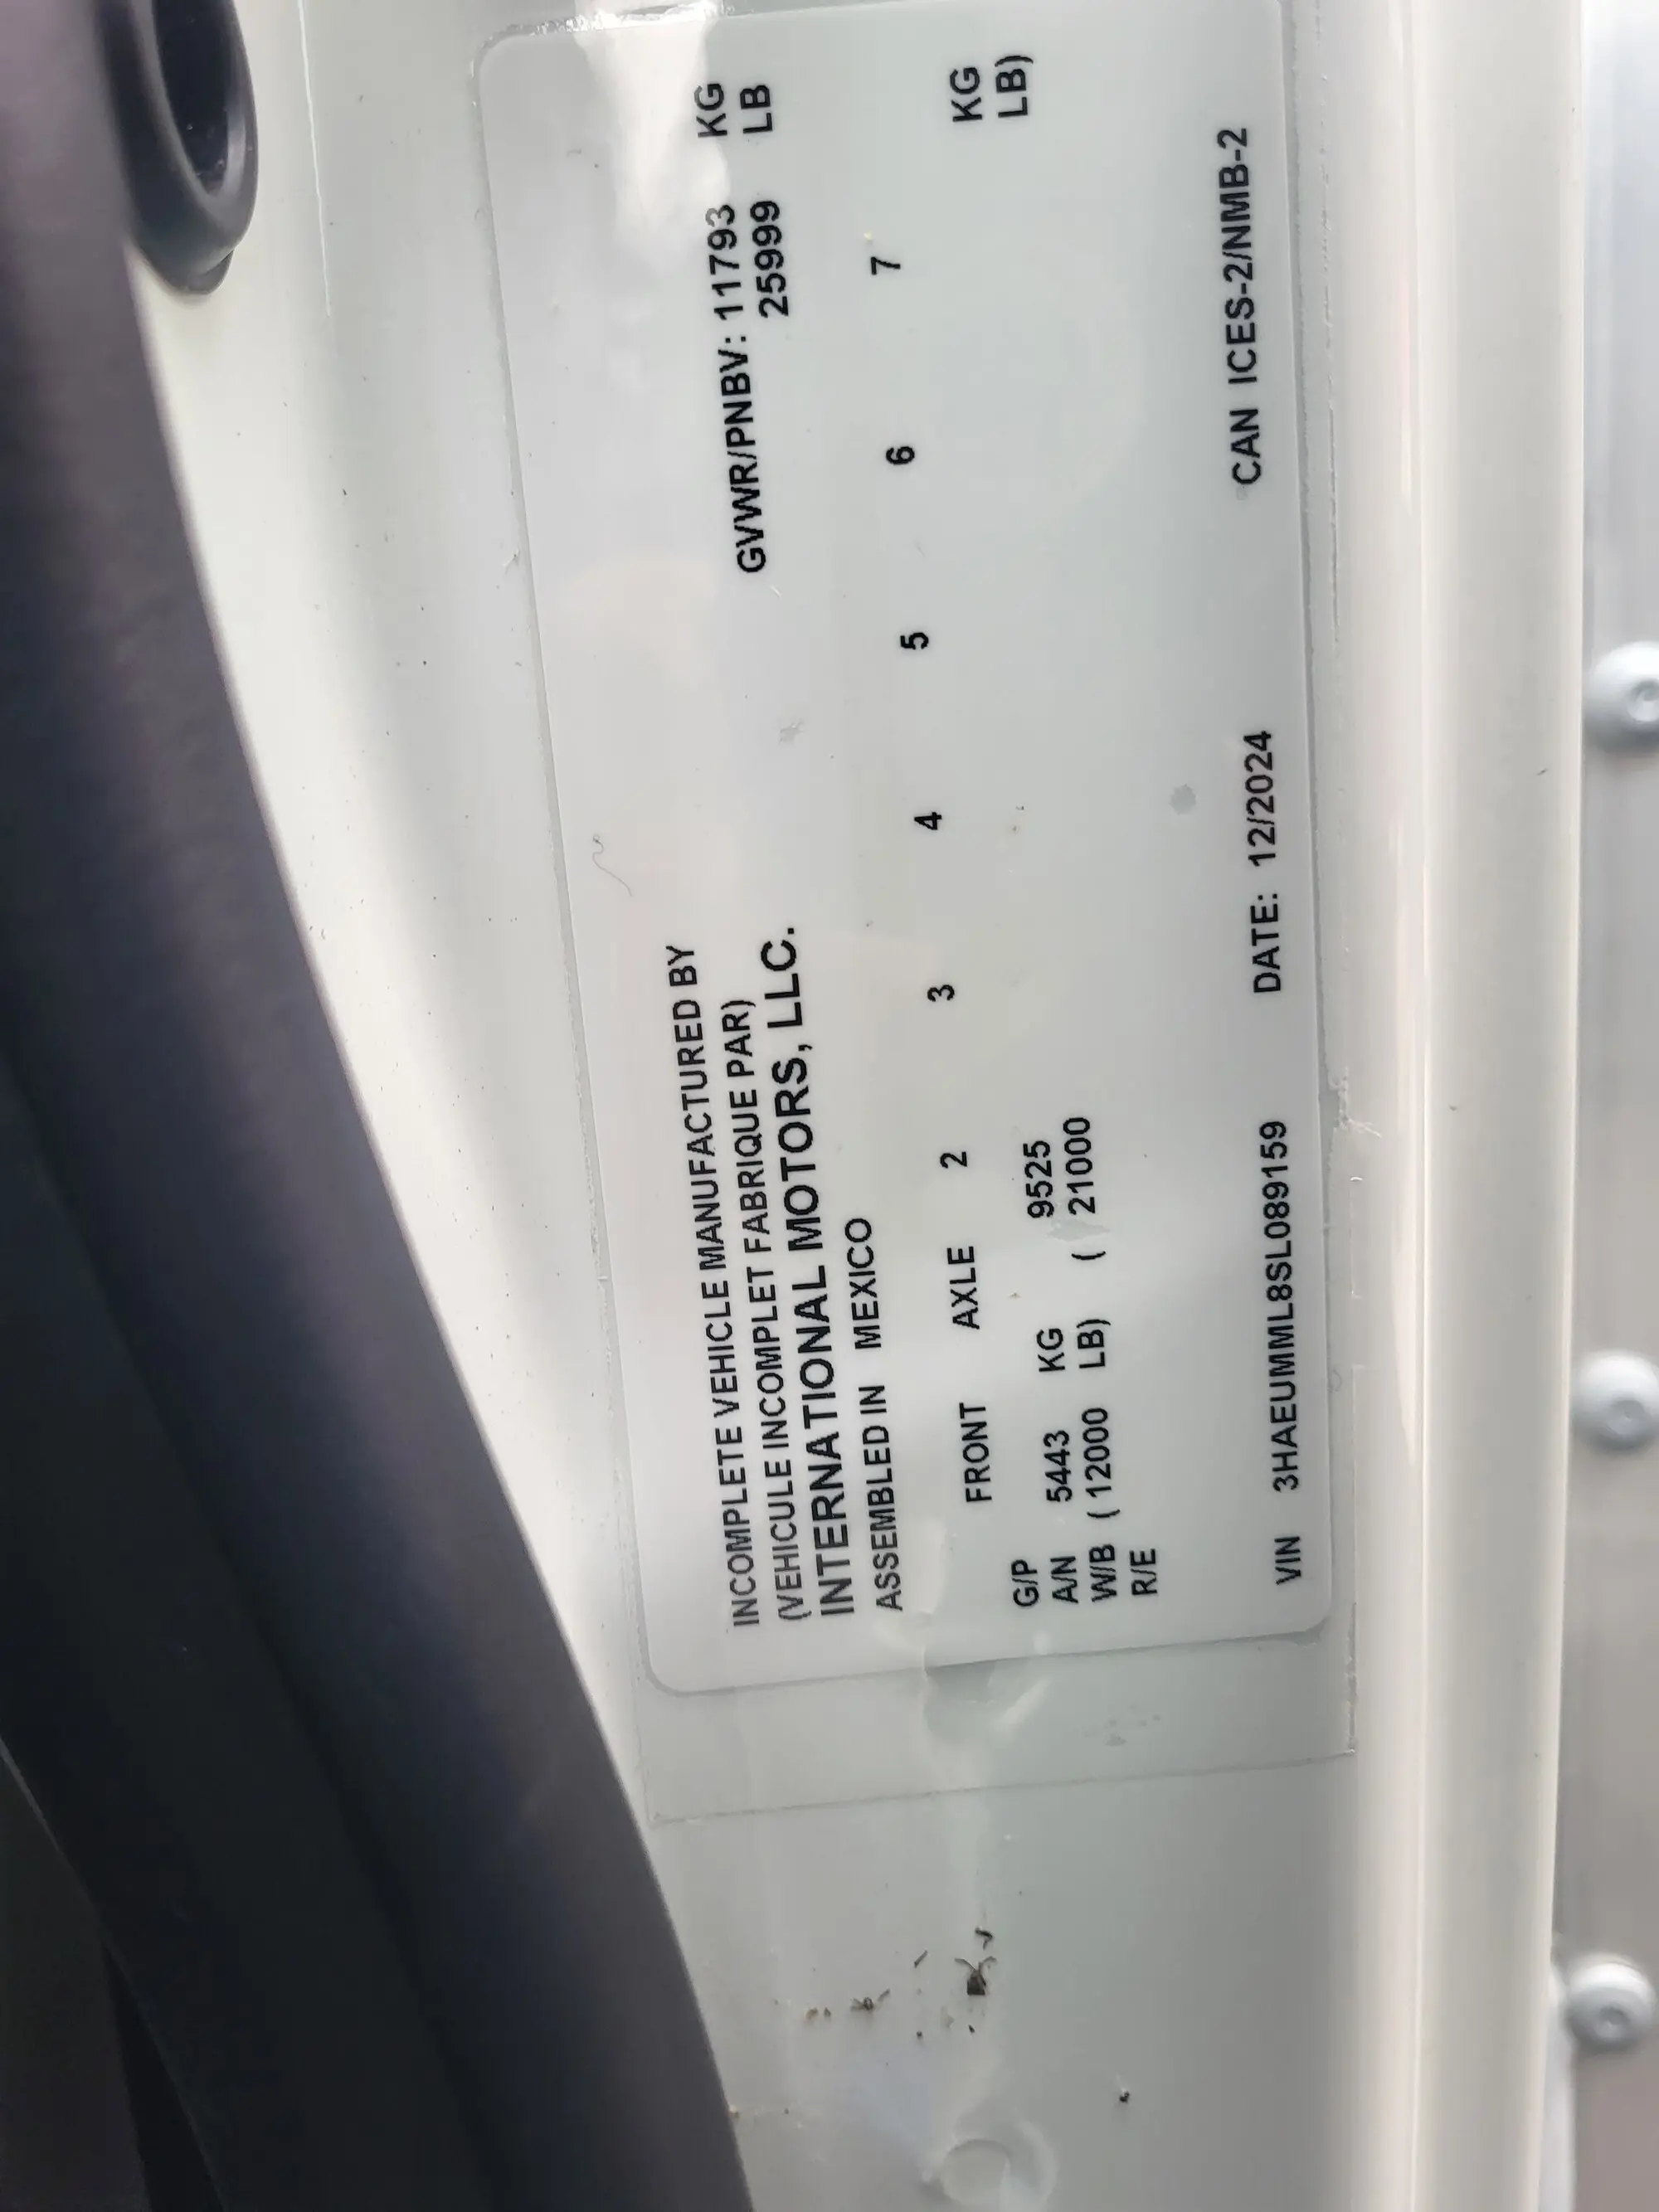 INCOMPLETE VEHICLE MANUFACTURED BY
(VEHICULE INCOMPLET FABRIQUE PAR)
INTERNATIONAL MOTORS, LLC.
GVWR/PNBV: 11793 KG
25999 LB
ASSEMBLED IN MEXICO
FRONT AXLE 2 3 4 5 6 7
G/P
A/N 5443 KG 9525 KG
W/B ( 12000 LB) ( 21000 LB)
R/E
VIN 3HAEUMML8SL089159 DATE: 12/2024 CAN ICES-2/NMB-2